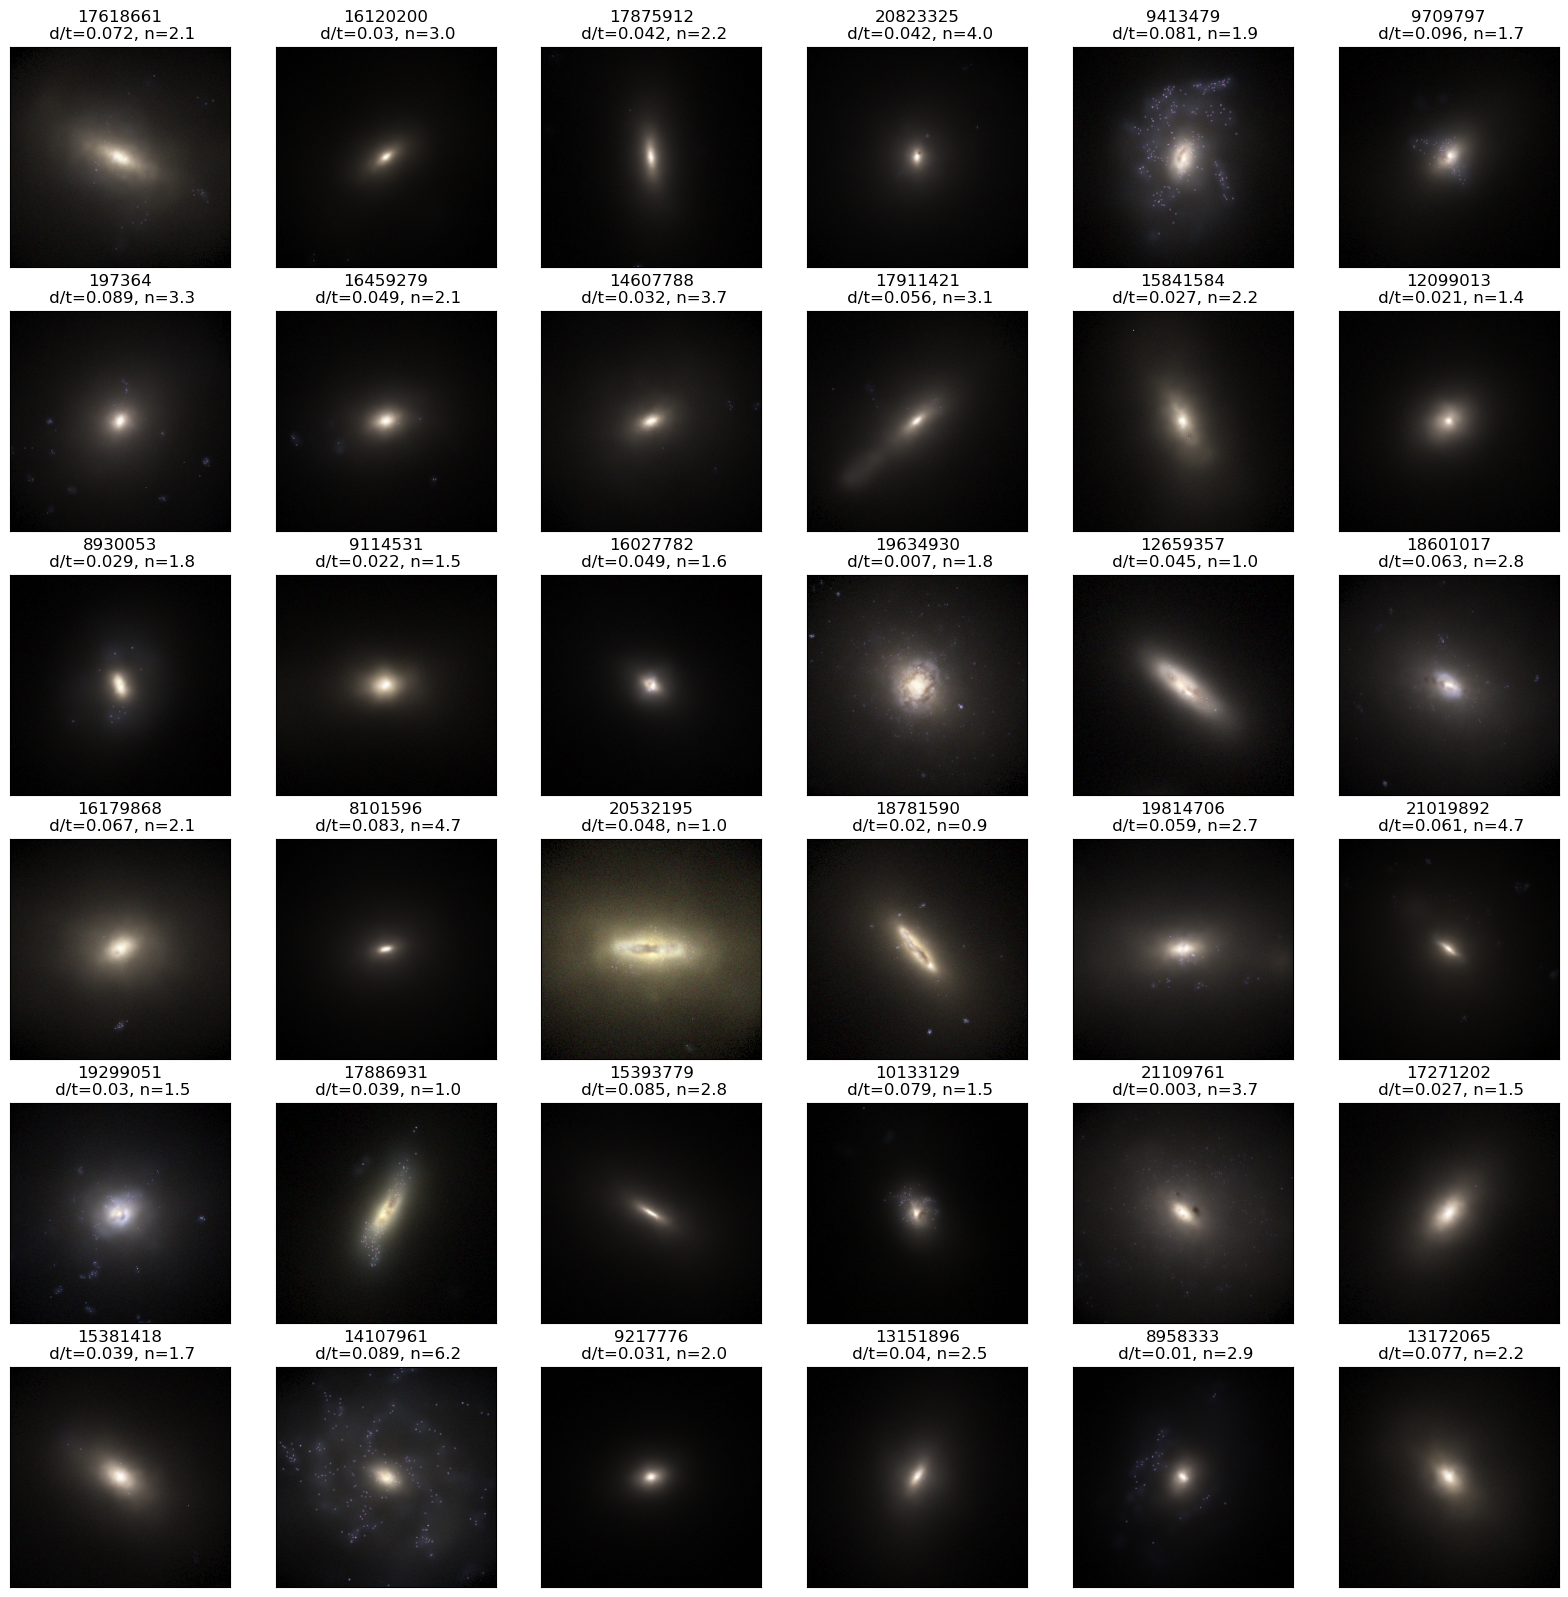 17618661
d/t=0.072, n=2.1
16120200
d/t=0.03, n=3.0
17875912
d/t=0.042, n=2.2
20823325
d/t=0.042, n=4.0
9413479
d/t=0.081, n=1.9
9709797
d/t=0.096, n=1.7
197364
d/t=0.089, n=3.3
16459279
d/t=0.049, n=2.1
14607788
d/t=0.032, n=3.7
17911421
d/t=0.056, n=3.1
15841584
d/t=0.027, n=2.2
12099013
d/t=0.021, n=1.4
8930053
d/t=0.029, n=1.8
9114531
d/t=0.022, n=1.5
16027782
d/t=0.049, n=1.6
19634930
d/t=0.007, n=1.8
12659357
d/t=0.045, n=1.0
18601017
d/t=0.063, n=2.8
16179868
d/t=0.067, n=2.1
8101596
d/t=0.083, n=4.7
20532195
d/t=0.048, n=1.0
18781590
d/t=0.02, n=0.9
19814706
d/t=0.059, n=2.7
21019892
d/t=0.061, n=4.7
19299051
d/t=0.03, n=1.5
17886931
d/t=0.039, n=1.0
15393779
d/t=0.085, n=2.8
10133129
d/t=0.079, n=1.5
21109761
d/t=0.003, n=3.7
17271202
d/t=0.027, n=1.5
15381418
d/t=0.039, n=1.7
14107961
d/t=0.089, n=6.2
9217776
d/t=0.031, n=2.0
13151896
d/t=0.04, n=2.5
8958333
d/t=0.01, n=2.9
13172065
d/t=0.077, n=2.2